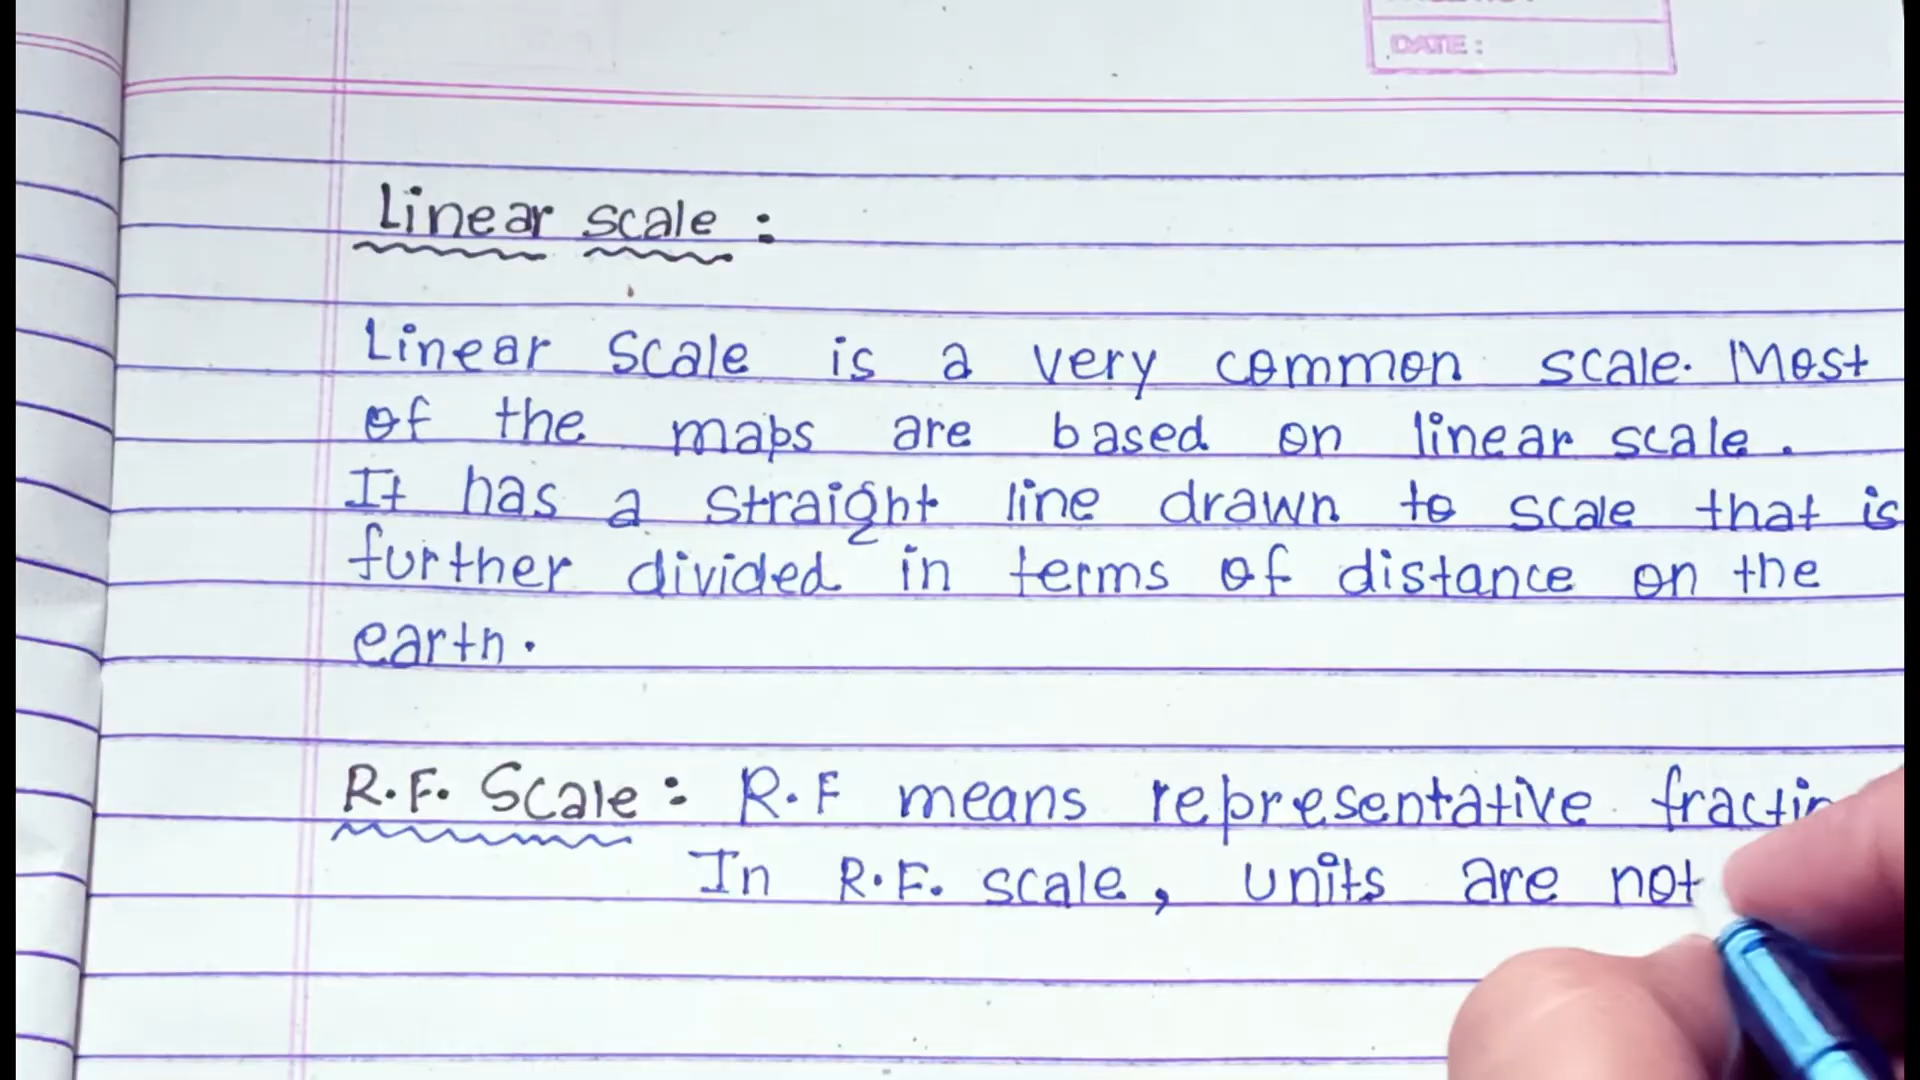 DATE :
Linear scale :
Linear Scale is a very common scale. Most
of the maps are based on linear scale.
It has a straight line drawn to scale that is
further divided in terms of distance on the
earth.
R.F. Scale : R.F means representative
In R.F. scale, units are not